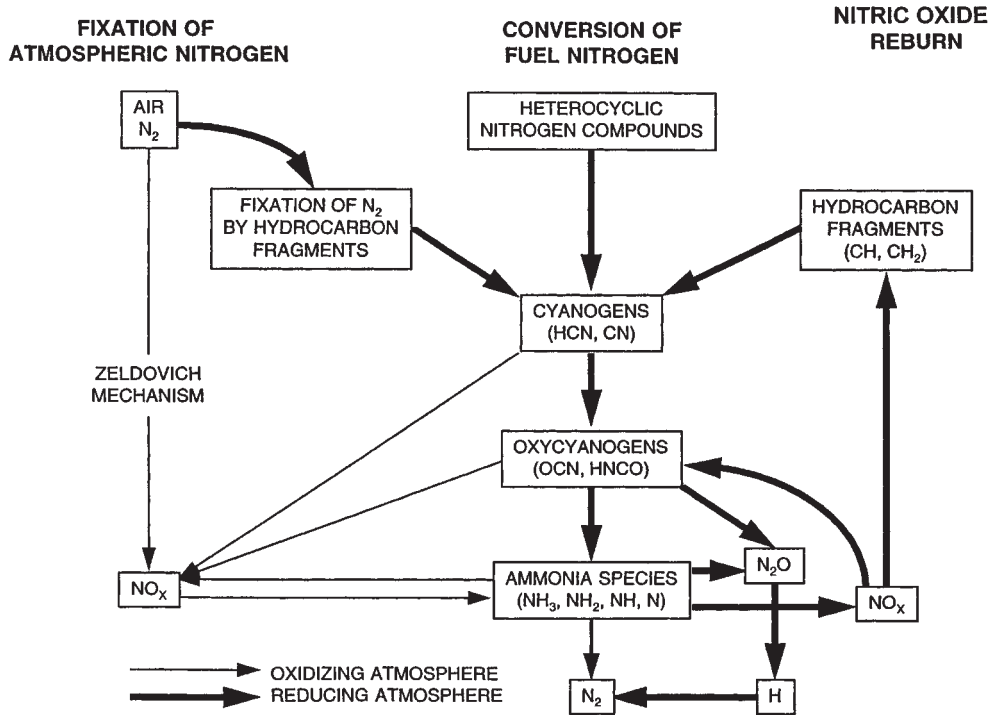 FIXATION OF
ATMOSPHERIC NITROGEN
CONVERSION OF
FUEL NITROGEN
NITRIC OXIDE
REBURN
AIR
N₂
HETEROCYCLIC
NITROGEN COMPOUNDS
FIXATION OF N₂
BY HYDROCARBON
FRAGMENTS
HYDROCARBON
FRAGMENTS
(CH, CH₂)
CYANOGENS
(HCN, CN)
ZELDOVICH
MECHANISM
OXYCYANOGENS
(OCN, HNCO)
NOₓ
AMMONIA SPECIES
(NH₃, NH₂, NH, N)
N₂O
NOₓ
OXIDIZING ATMOSPHERE
REDUCING ATMOSPHERE
N₂
H